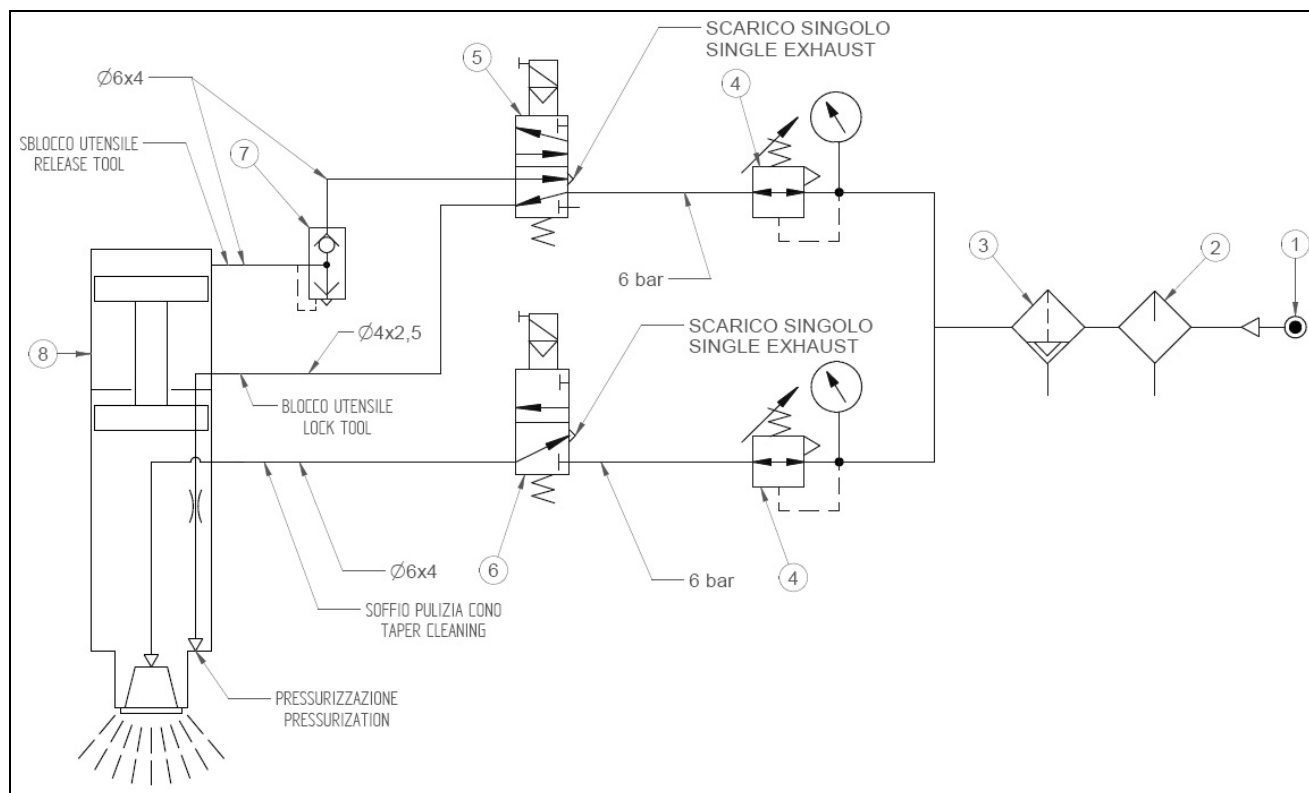 SCARICO SINGOLO
SINGLE EXHAUST
5
4
Ø6x4
SBLOCCO UTENSILE
RELEASE TOOL
7
6 bar
3
2
1
SCARICO SINGOLO
SINGLE EXHAUST
Ø4x2,5
8
BLOCCO UTENSILE
LOCK TOOL
Ø6x4
6
6 bar
4
SOFFIO PULIZIA CONO
TAPER CLEANING
PRESSURIZZAZIONE
PRESSURIZATION